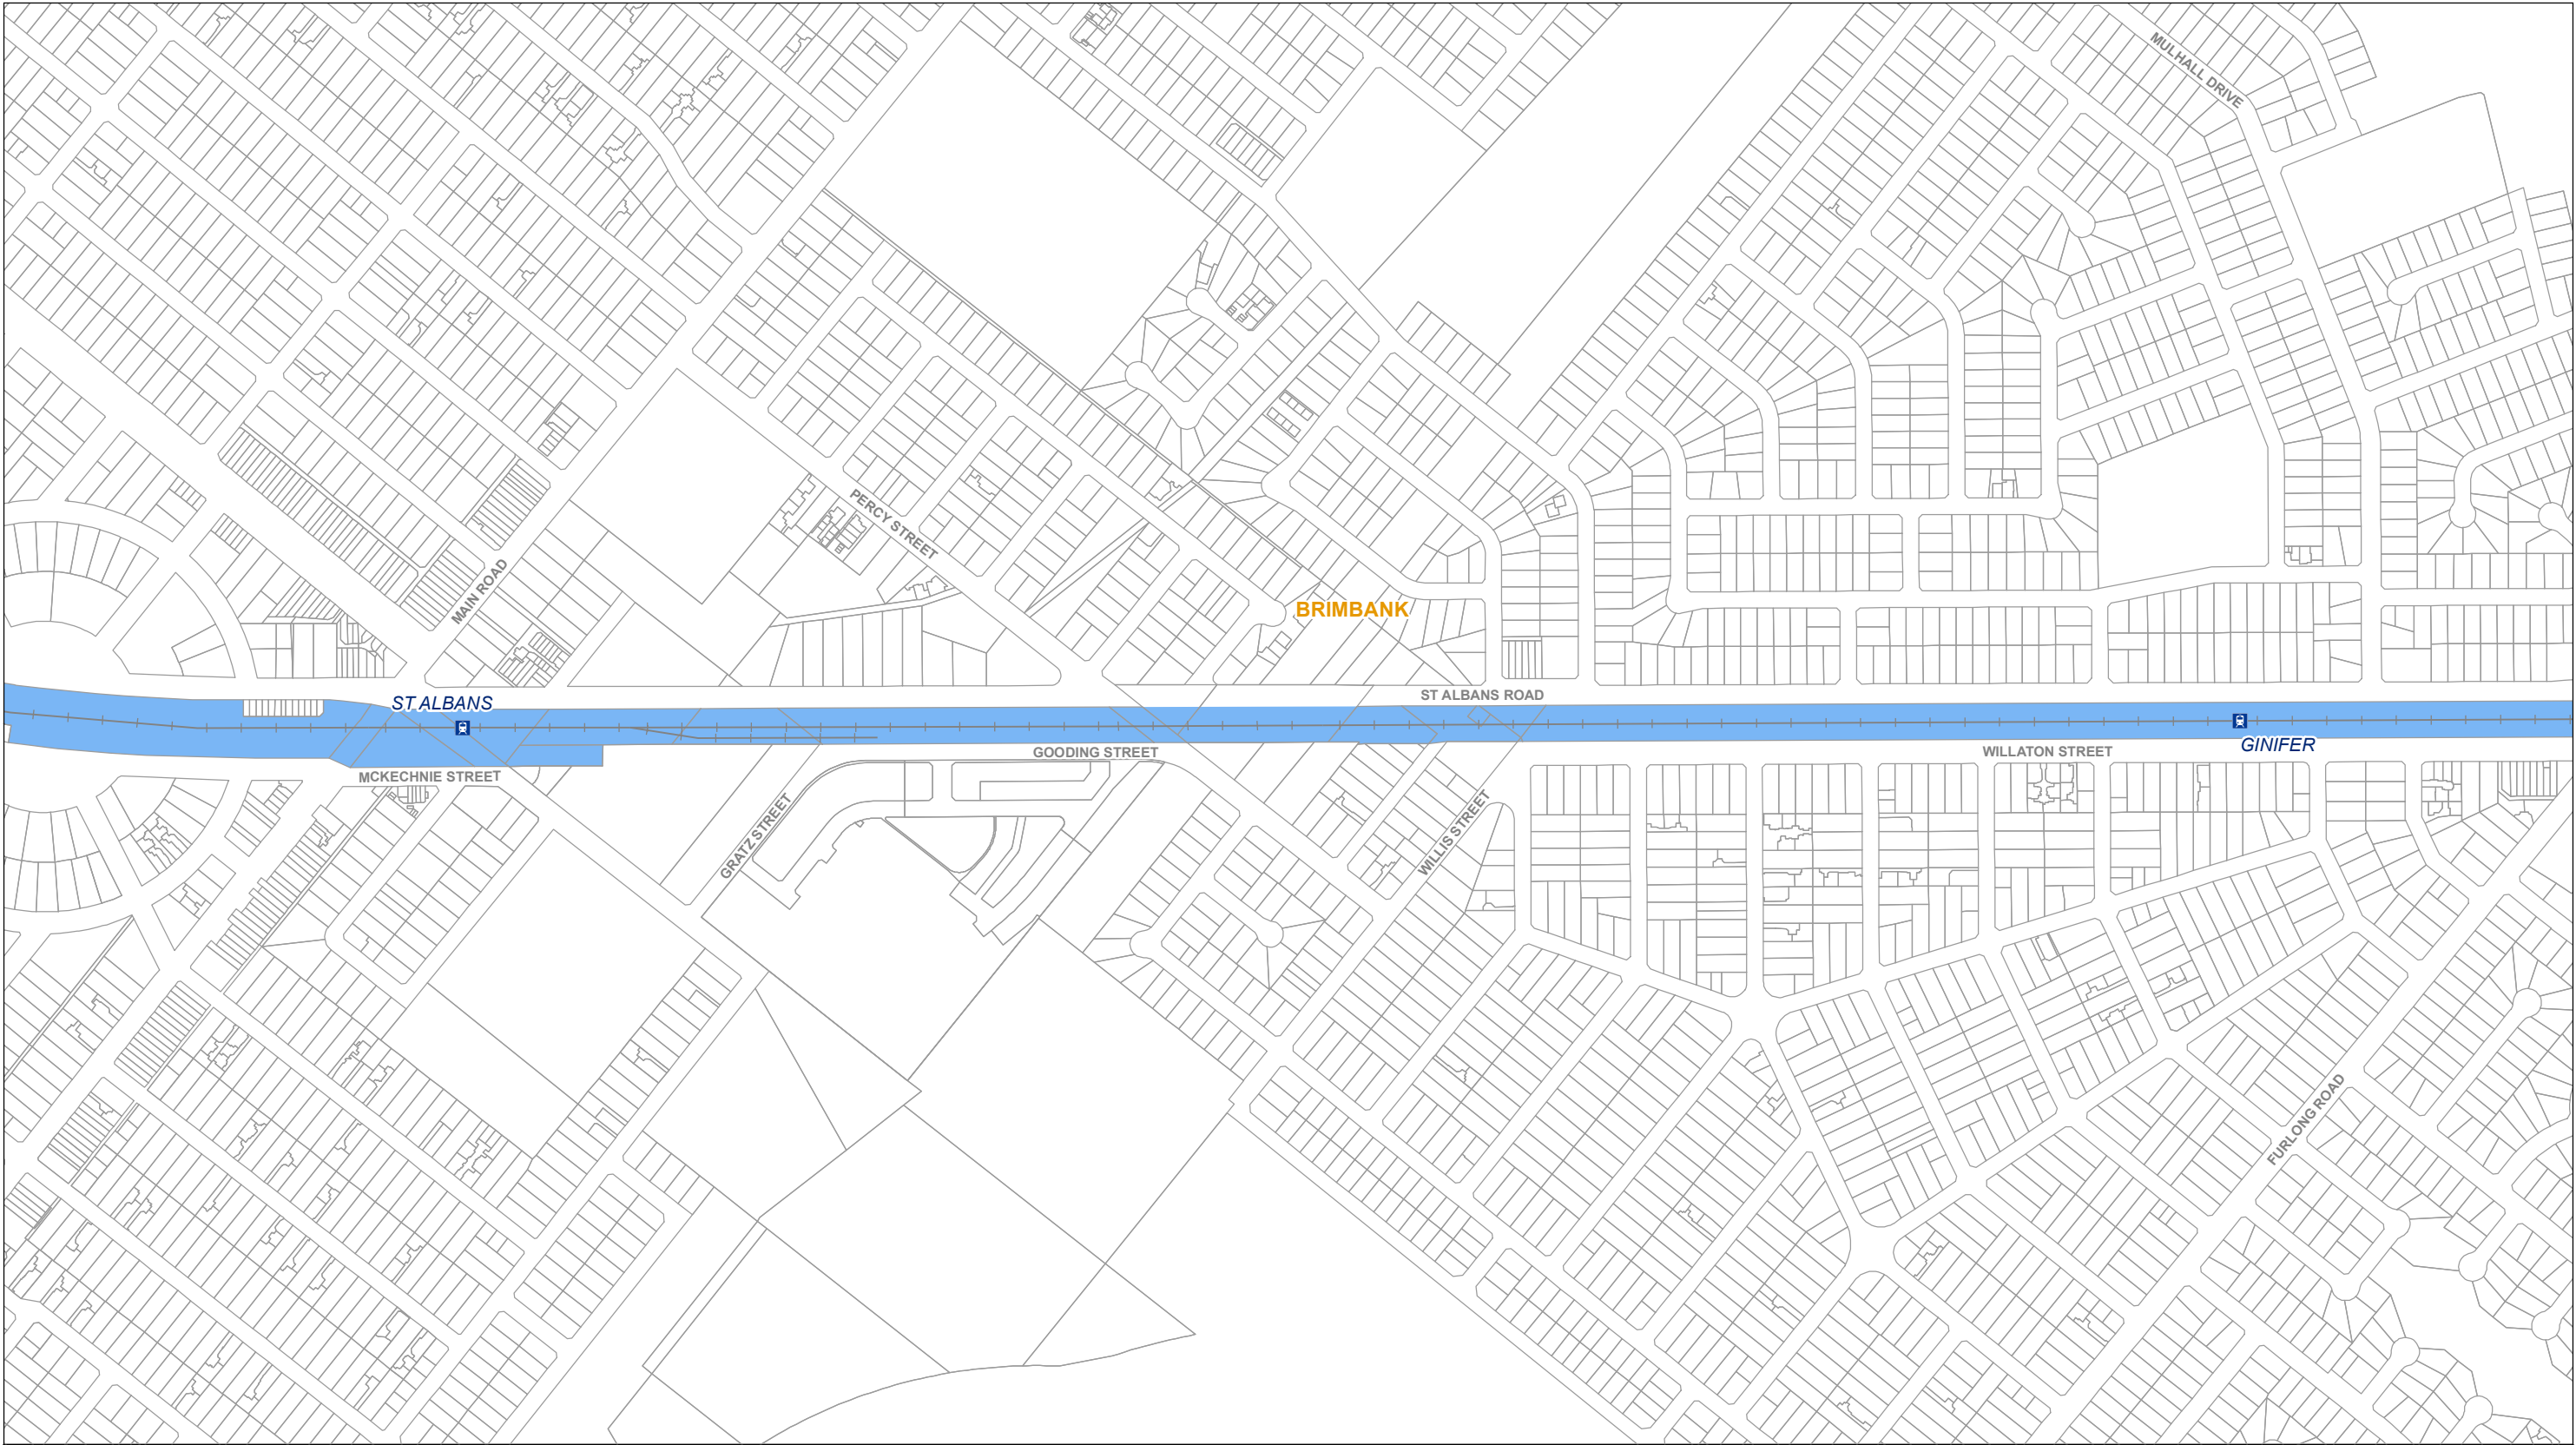 MULHALL DRIVE
PERCY STREET
MAIN ROAD
BRIMBANK
ST ALBANS
ST ALBANS ROAD
GINIFER
GOODING STREET
WILLATON STREET
MCKECHNIE STREET
GRATZ STREET
WILLIS STREET
FURLONG ROAD